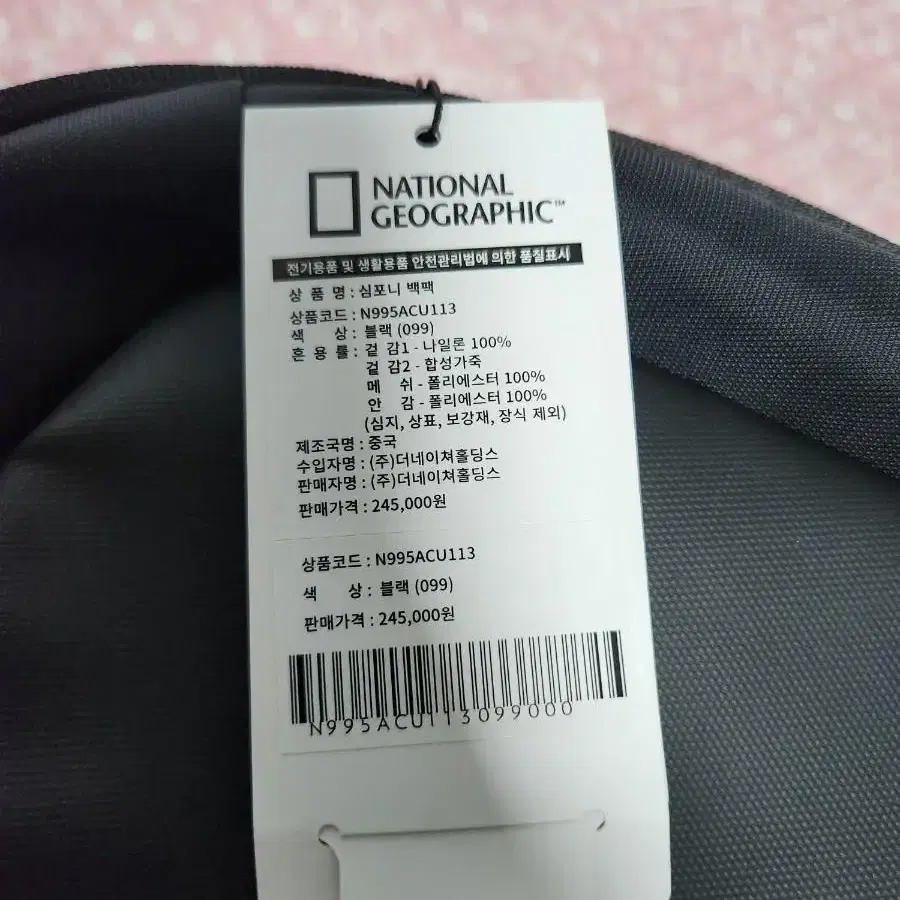 NATIONAL
GEOGRAPHIC™
전기용품 및 생활용품 안전관리법에 의한 품질표시
상 품 명 : 심포니 백팩
상품코드 : N995ACU113
색 상 : 블랙 (099)
혼 용 률 : 겉 감1 - 나일론 100%
겉 감2 - 합성가죽
메 쉬 - 폴리에스터 100%
안 감 - 폴리에스터 100%
(심지, 상표, 보강재, 장식 제외)
제조국명 : 중국
수입자명 : (주)더네이쳐홀딩스
판매자명 : (주)더네이쳐홀딩스
판매가격 : 245,000원
상품코드 : N995ACU113
색 상 : 블랙 (099)
판매가격 : 245,000원
N995ACU113099000